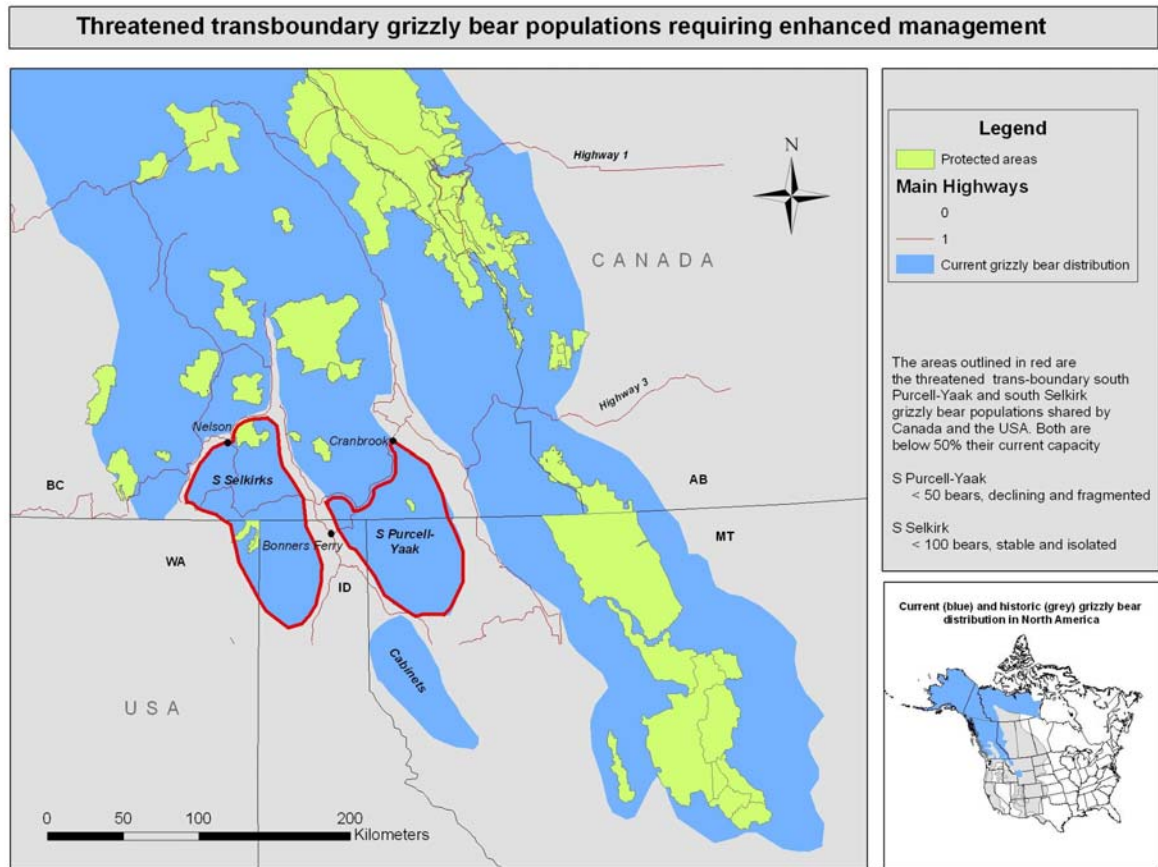 Threatened transboundary grizzly bear populations requiring enhanced management
Highway 1
N
CANADA
Highway 3
Nelson
Cranbrook
S Selkirks
BC
AB
Bonners Ferry
S Purcell-
Yaak
WA
ID
MT
Cabinets
USA
0 50 100 200
Kilometers
Legend
Protected areas
Main Highways
0
1
Current grizzly bear distribution
The areas outlined in red are
the threatened trans-boundary south
Purcell-Yaak and south Selkirk
grizzly bear populations shared by
Canada and the USA. Both are
below 50% their current capacity
S Purcell-Yaak
< 50 bears, declining and fragmented
S Selkirk
< 100 bears, stable and isolated
Current (blue) and historic (grey) grizzly bear
distribution in North America